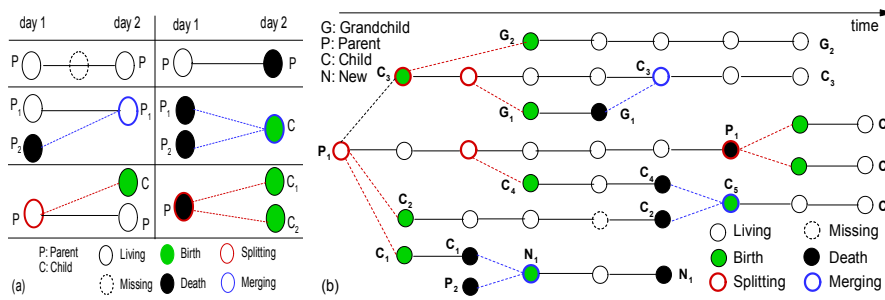 day 1 day 2 day 1 day 2
P P P P
P1 P1 P1 C
P2 P2
P C P P C1 C2
P: Parent
C: Child
Living Birth Splitting
Missing Death Merging
(a)
G: Grandchild
P: Parent
C: Child
N: New
time
G2 G2
C3 C3 C3
G1 G1
P1 P1 C
C
C4 C4 C5 C
C2 C2
C1 C1 N1 N1
P2
Living Missing
Birth Death
Splitting Merging
(b)